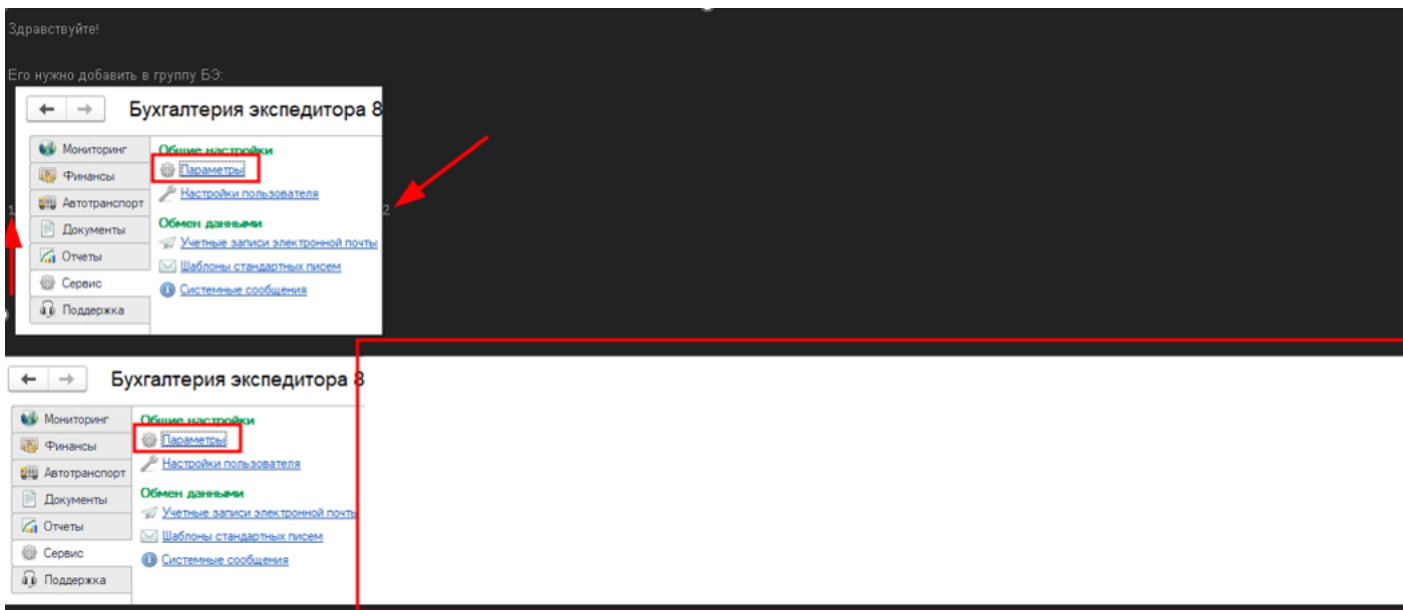 Здравствуйте!
Его нужно добавить в группу БЭ:
Бухгалтерия экспедитора 8
Мониторинг
Финансы
Автотранспорт
Документы
Отчеты
Сервис
Поддержка
Общие настройки
Параметры
Настройки пользователя
Обмен данными
Учетные записи электронной почты
Шаблоны стандартных писем
Системные сообщения
1
2
Бухгалтерия экспедитора 8
Мониторинг
Финансы
Автотранспорт
Документы
Отчеты
Сервис
Поддержка
Общие настройки
Параметры
Настройки пользователя
Обмен данными
Учетные записи электронной почты
Шаблоны стандартных писем
Системные сообщения